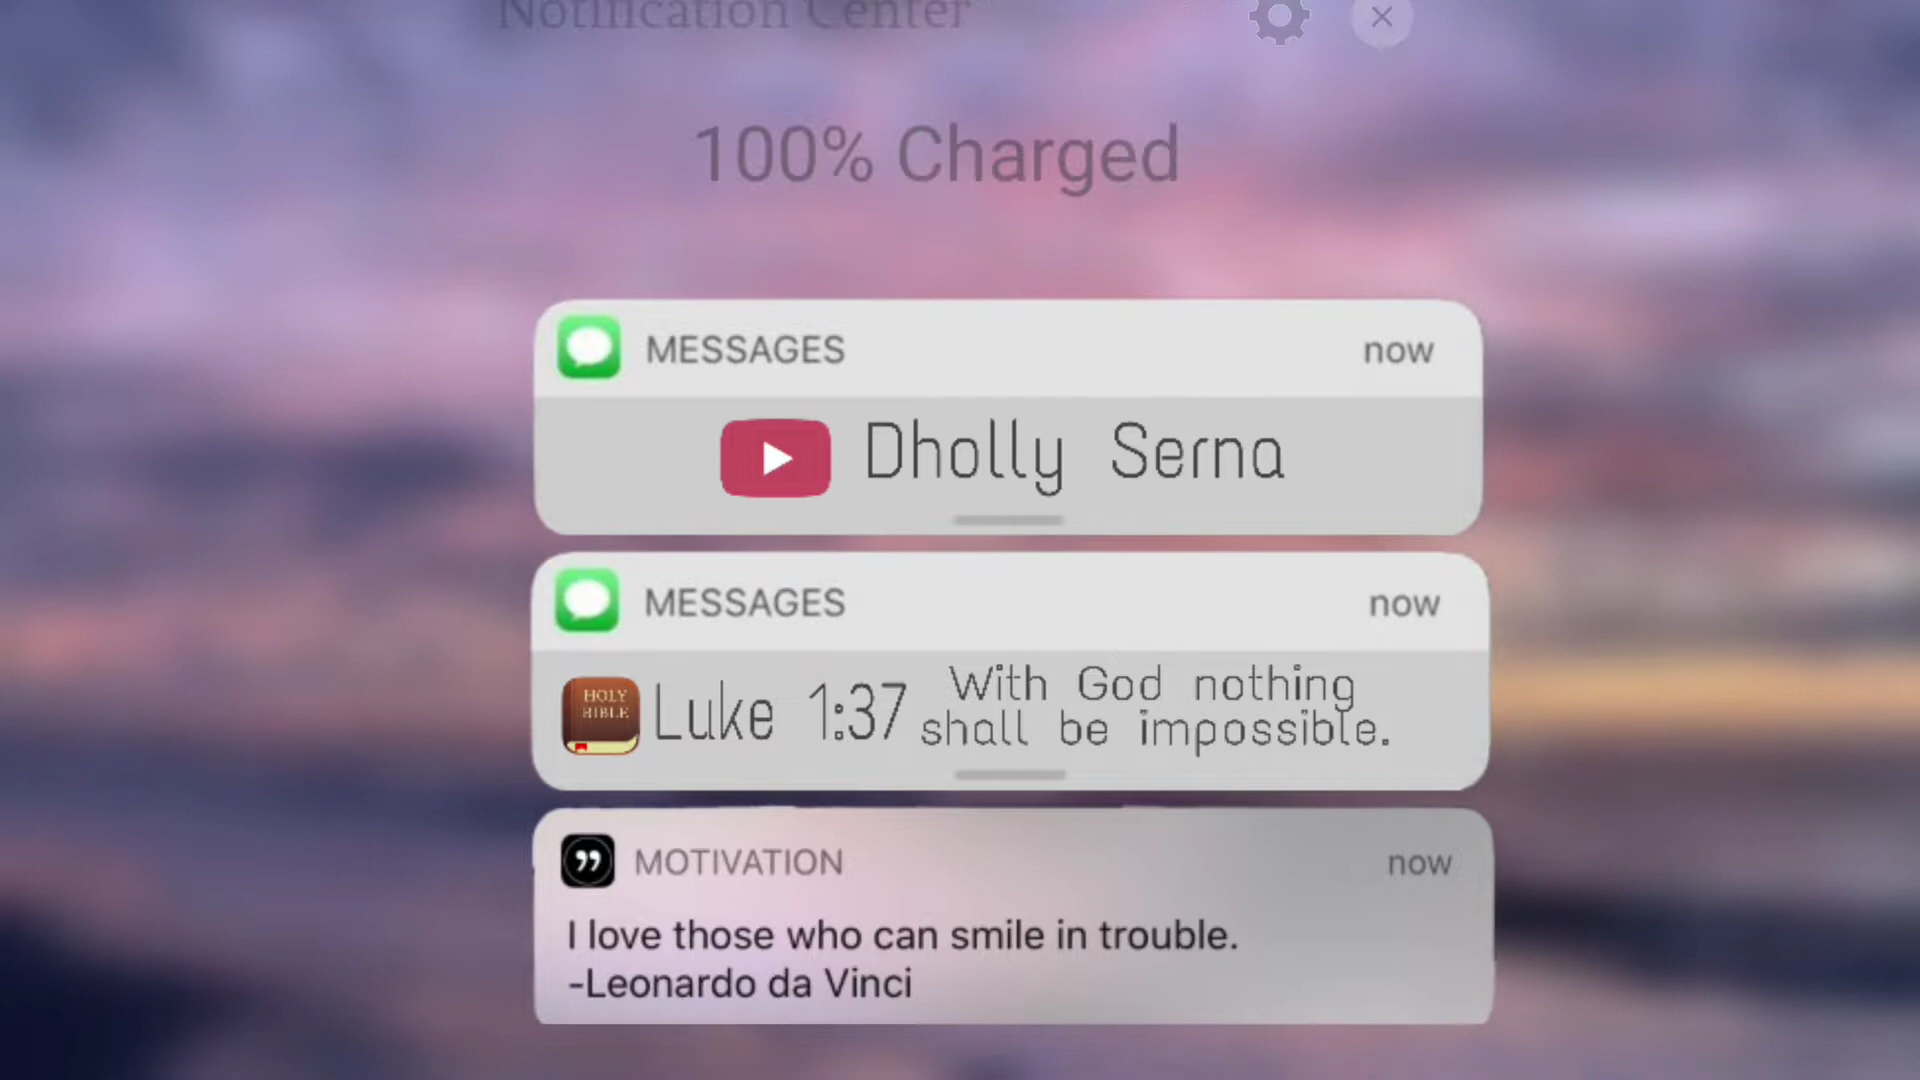 Notification Center
100% Charged
MESSAGES now
Dholly Serna
MESSAGES now
HOLY
BIBLE
Luke 1:37 With God nothing
shall be impossible.
MOTIVATION now
I love those who can smile in trouble.
-Leonardo da Vinci